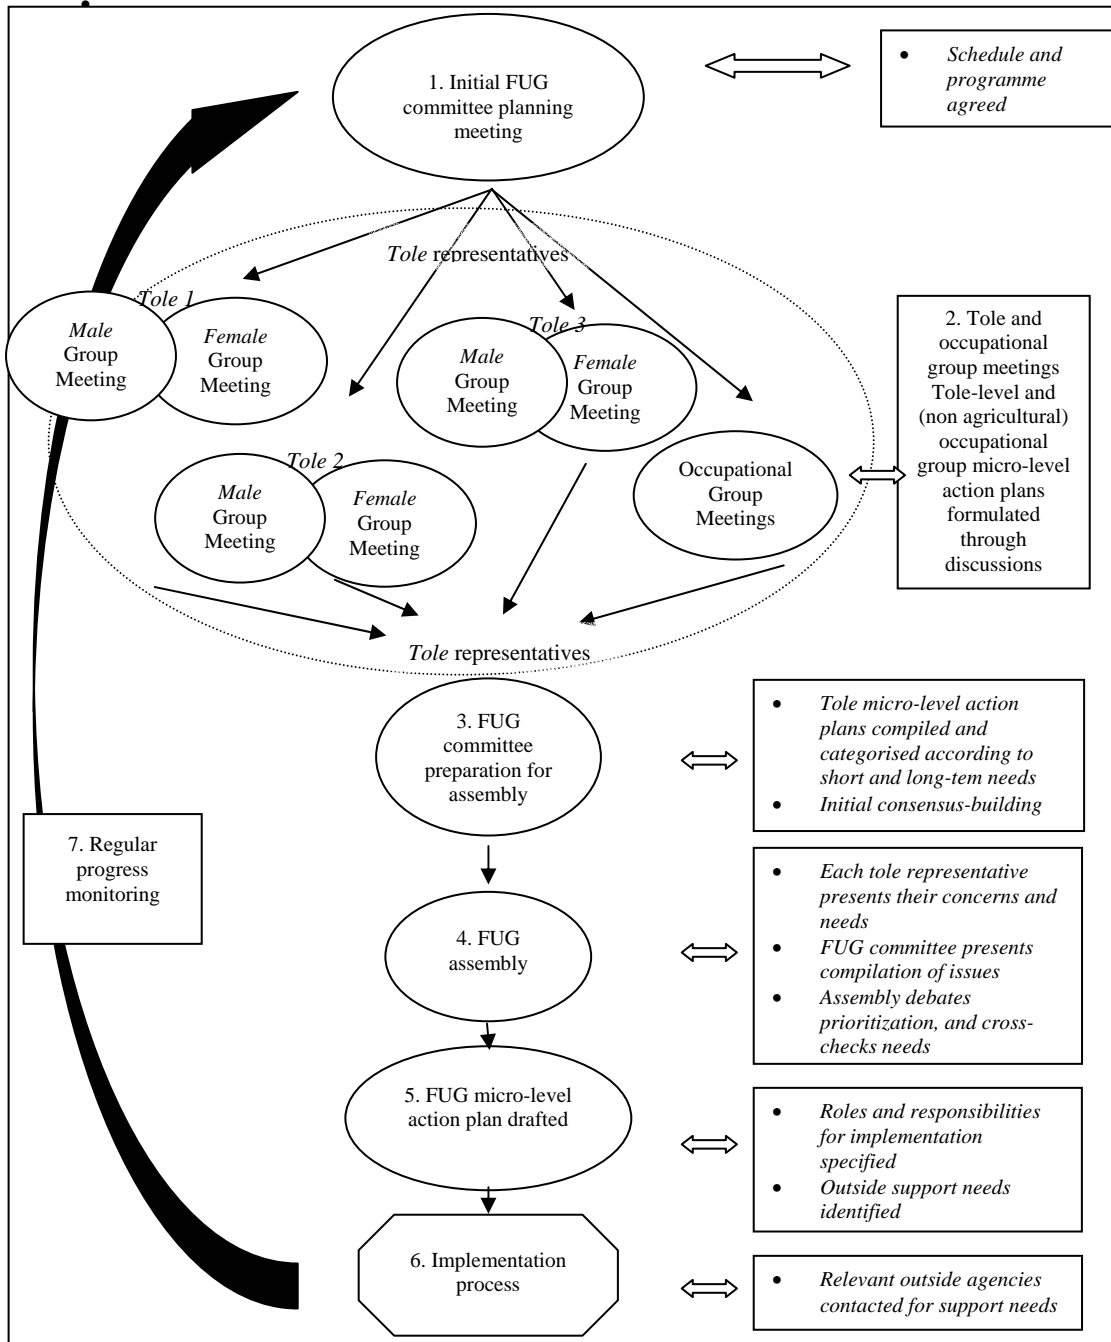 1. Initial FUG
committee planning
meeting
• Schedule and
programme
agreed
Tole representatives
Tole 1
Male
Group
Meeting
Female
Group
Meeting
Tole 3
Male
Group
Meeting
Female
Group
Meeting
Tole 2
Male
Group
Meeting
Female
Group
Meeting
Occupational
Group
Meetings
2. Tole and
occupational
group meetings
Tole-level and
(non agricultural)
occupational
group micro-level
action plans
formulated
through
discussions
Tole representatives
3. FUG
committee
preparation for
assembly
• Tole micro-level action
plans compiled and
categorised according to
short and long-tem needs
• Initial consensus-building
7. Regular
progress
monitoring
4. FUG
assembly
• Each tole representative
presents their concerns and
needs
• FUG committee presents
compilation of issues
• Assembly debates
prioritization, and cross-
checks needs
5. FUG micro-level
action plan drafted
• Roles and responsibilities
for implementation
specified
• Outside support needs
identified
6. Implementation
process
• Relevant outside agencies
contacted for support needs